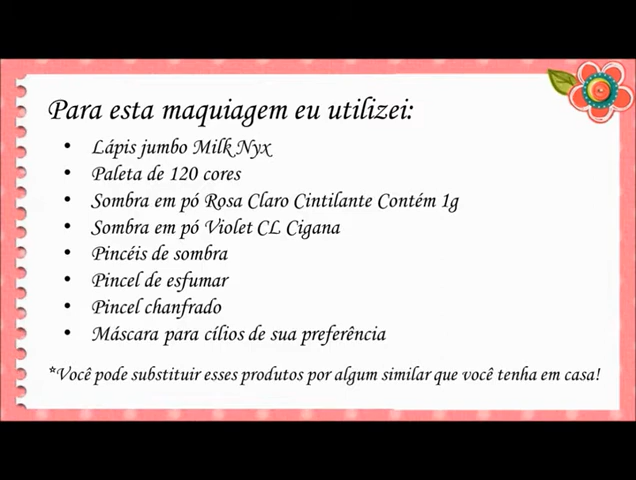 Para esta maquiagem eu utilizei:
• Lápis jumbo Milk Nyx
• Paleta de 120 cores
• Sombra em pó Rosa Claro Cintilante Contém 1g
• Sombra em pó Violet CL Cigana
• Pincéis de sombra
• Pincel de esfumar
• Pincel chanfrado
• Máscara para cílios de sua preferência
*Você pode substituir esses produtos por algum similar que você tenha em casa!